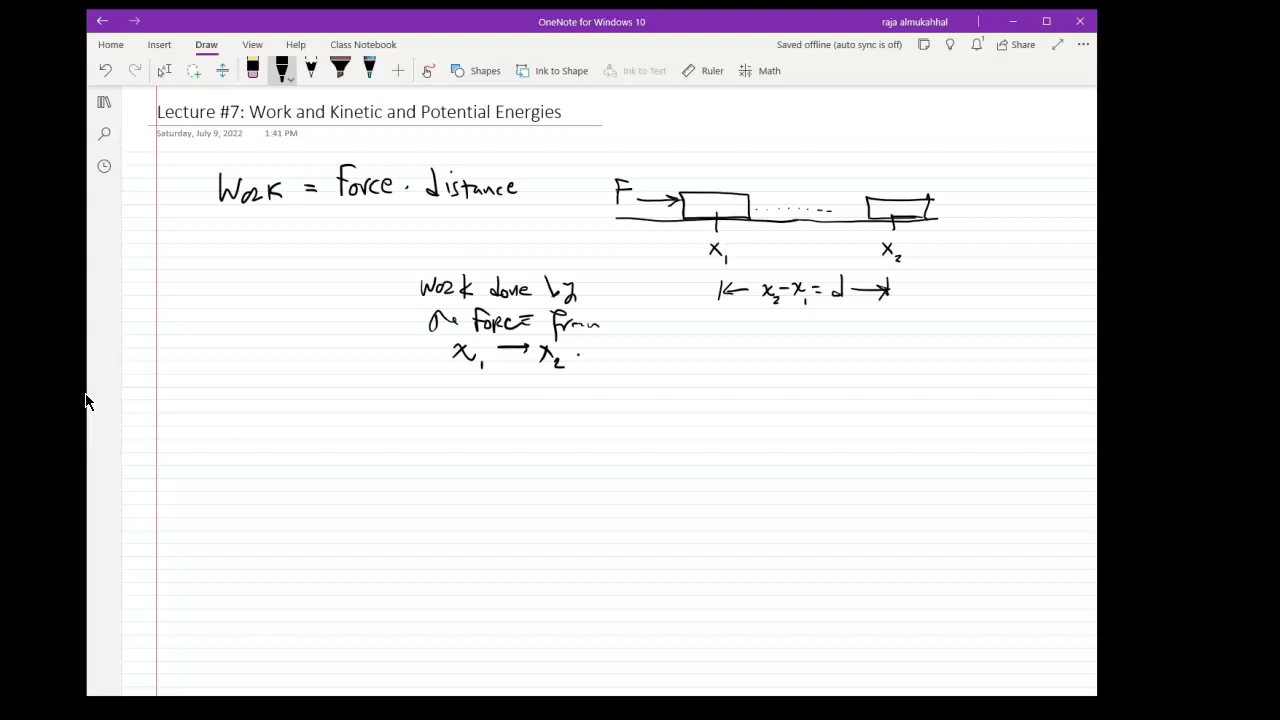 OneNote for Windows 10
raja almukahhal
Home Insert Draw View Help Class Notebook
Saved offline (auto sync is off)
Share
Shapes
Ink to Shape
Ink to Text
Ruler
Math
Lecture #7: Work and Kinetic and Potential Energies
Saturday, July 9, 2022 1:41 PM
Work = Force . distance
F
x₁ x₂
x₂-x₁ = d
work done by
the force from
x₁ → x₂ .